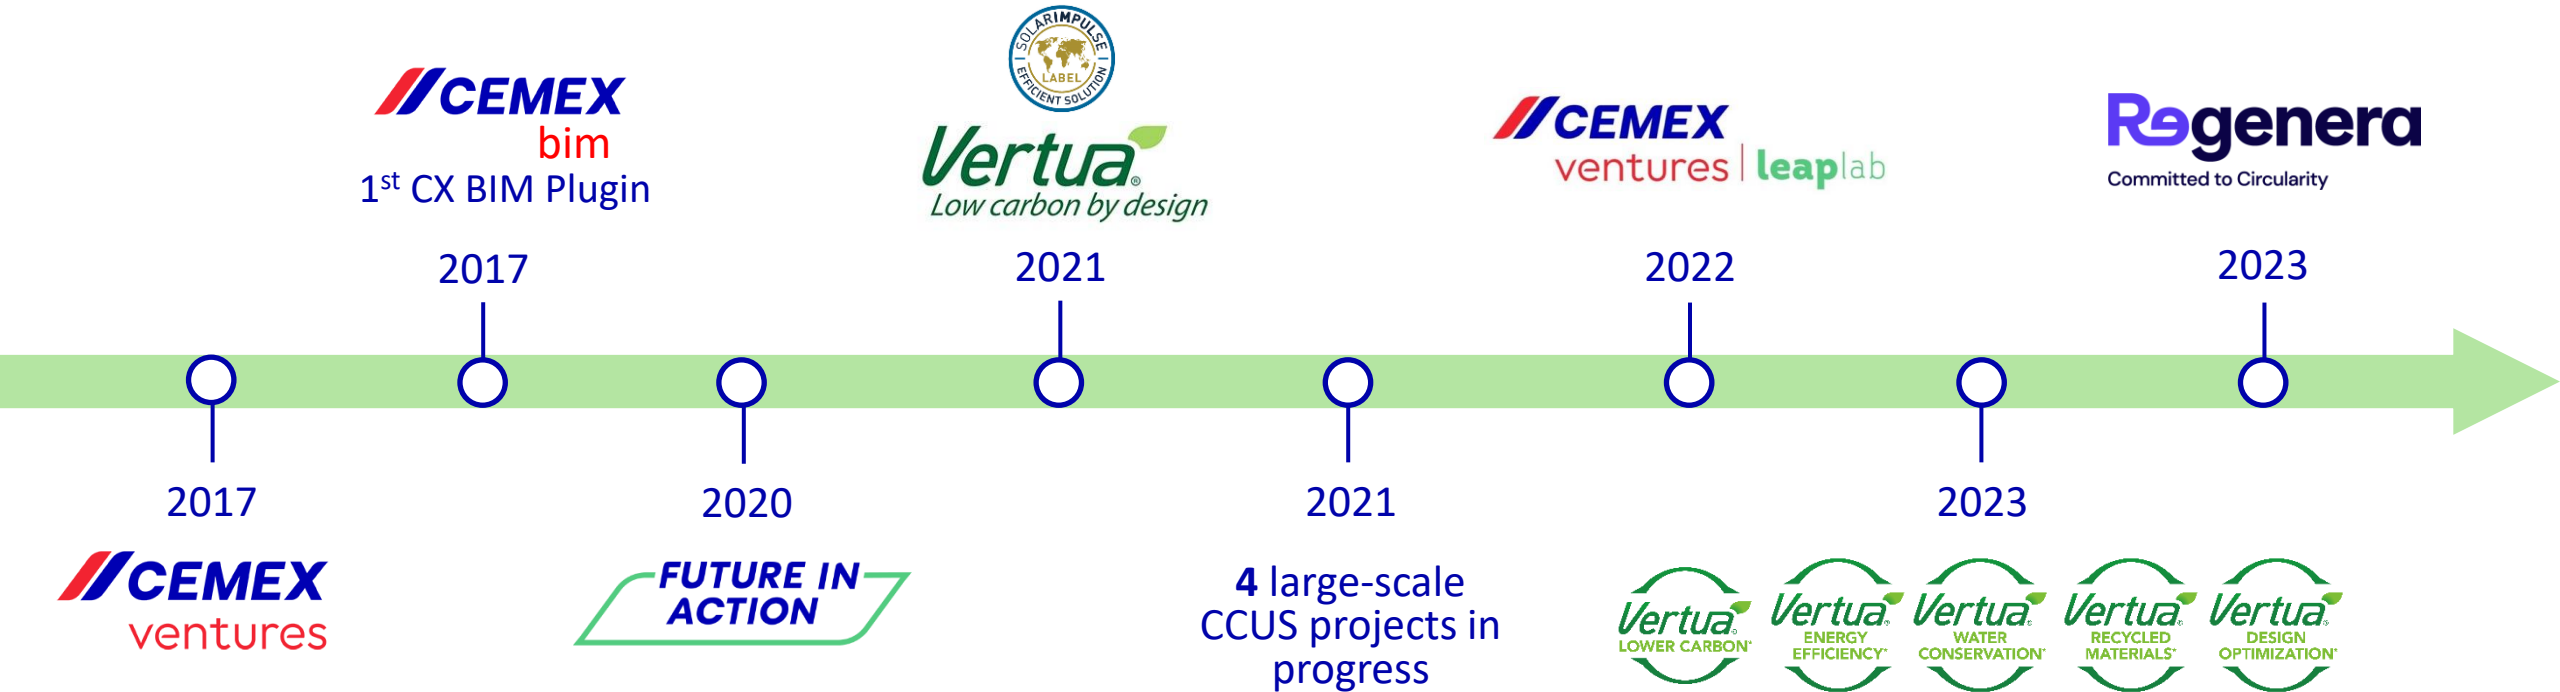 SOLARIMPULSE
LABEL
EFFICIENT SOLUTION
CEMEX
bim
1st CX BIM Plugin
2017
Vertua®
Low carbon by design
2021
CEMEX
ventures | leaplab
2022
Regenera
Committed to Circularity
2023
2017
CEMEX
ventures
2020
FUTURE IN
ACTION
2021
4 large-scale
CCUS projects in
progress
2023
Vertua
LOWER CARBON
Vertua
ENERGY
EFFICIENCY
Vertua
WATER
CONSERVATION
Vertua
RECYCLED
MATERIALS
Vertua
DESIGN
OPTIMIZATION